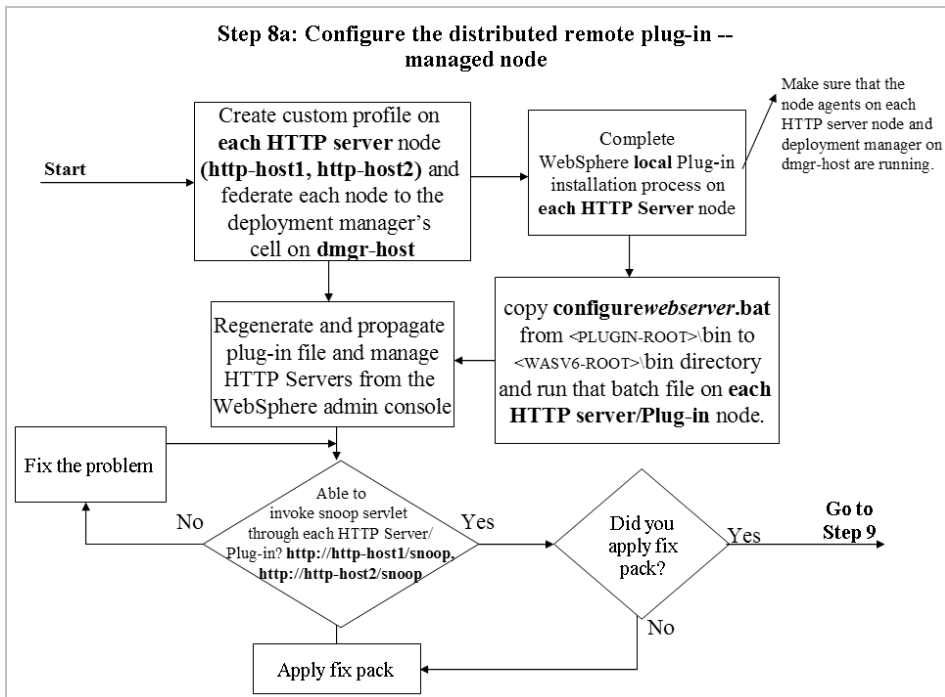 Step 8a: Configure the distributed remote plug-in --
managed node
Start
Create custom profile on
each HTTP server
node
(http-host1, http-host2) and
federate each node to the
deployment manager's
cell on dmgr-host
Complete
WebSphere local Plug-in
installation process on
each HTTP Server node
Make sure that the
node agents on each
HTTP server node and
deployment manager on
dmgr-host are running.
copy configurewebserver.bat
from <PLUGIN-ROOT>\bin to
<WASV6-ROOT>\bin directory
and run that batch file on each
HTTP server/Plug-in node.
Regenerate and propagate
plug-in file and manage
HTTP Servers from the
WebSphere admin console
Fix the problem
No
Able to
invoke snoop servlet
through each HTTP Server/
Plug-in? http://http-host1/snoop,
http://http-host2/snoop
Yes
Did you
apply fix
pack?
Yes
Go to
Step 9
No
Apply fix pack